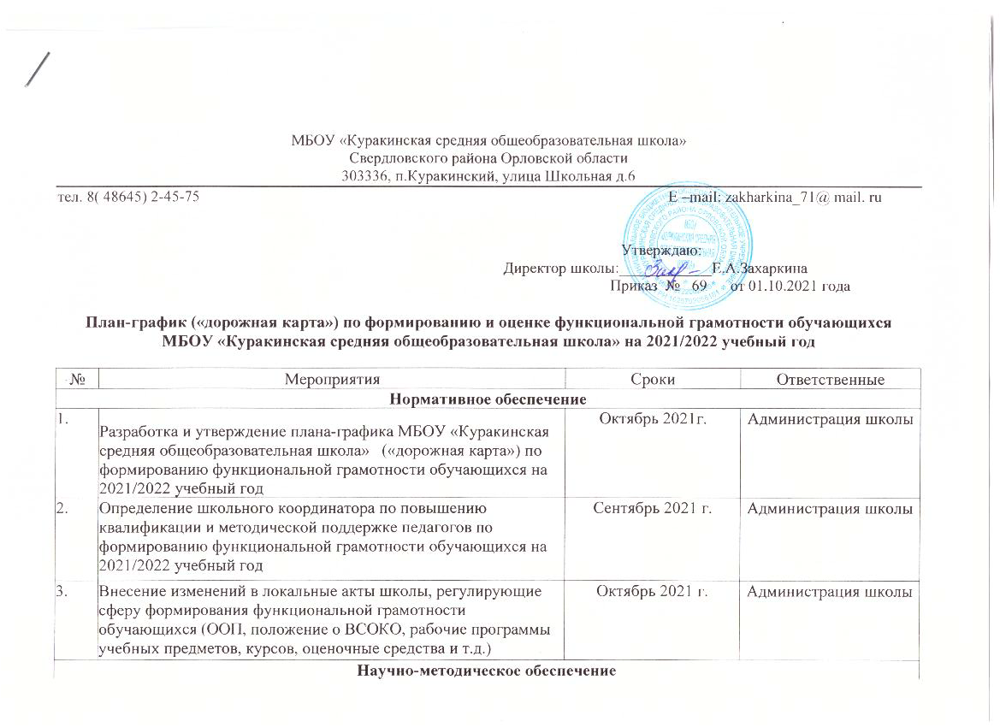 МБОУ «Куракинская средняя общеобразовательная школа»
Свердловского района Орловской области
303336, п.Куракинский, улица Школьная д.6
тел. 8( 48645) 2-45-75 E –mail: zakharkina_71@ mail. ru
Утверждаю:
Директор школы:____________Е.А.Захаркина
Приказ № 69 от 01.10.2021 года
План-график («дорожная карта») по формированию и оценке функциональной грамотности обучающихся
МБОУ «Куракинская средняя общеобразовательная школа» на 2021/2022 учебный год
№ Мероприятия Сроки Ответственные
Нормативное обеспечение
1. Октябрь 2021г. Администрация школы
Разработка и утверждение плана-графика МБОУ «Куракинская
средняя общеобразовательная школа» («дорожная карта») по
формированию функциональной грамотности обучающихся на
2021/2022 учебный год
2. Определение школьного координатора по повышению Сентябрь 2021 г. Администрация школы
квалификации и методической поддержке педагогов по
формированию функциональной грамотности обучающихся на
2021/2022 учебный год
3. Внесение изменений в локальные акты школы, регулирующие Октябрь 2021 г. Администрация школы
сферу формирования функциональной грамотности
обучающихся (ООП, положение о ВСОКО, рабочие программы
учебных предметов, курсов, оценочные средства и т.д.)
Научно-методическое обеспечение